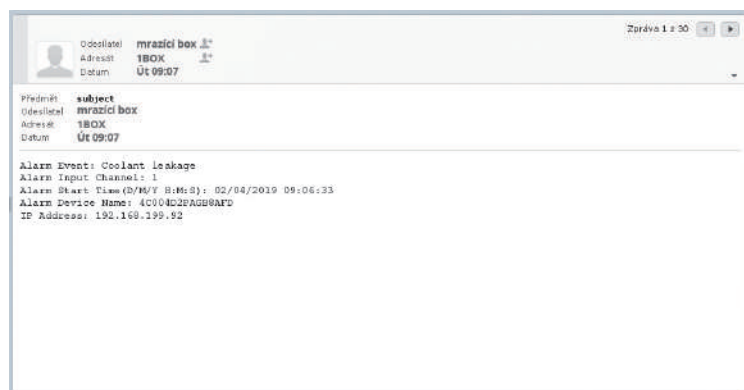 Zpráva 1 z 30
Odesílatel mrazící box
Adresát 1BOX
Datum Út 09:07
Předmět subject
Odesílatel mrazící box
Adresát 1BOX
Datum Út 09:07
Alarm Event: Coolant leakage
Alarm Input Channel: 1
Alarm Start Time(D/M/Y H:M:S): 02/04/2019 09:06:33
Alarm Device Name: 4C004D2PAGB8AFD
IP Address: 192.168.199.92